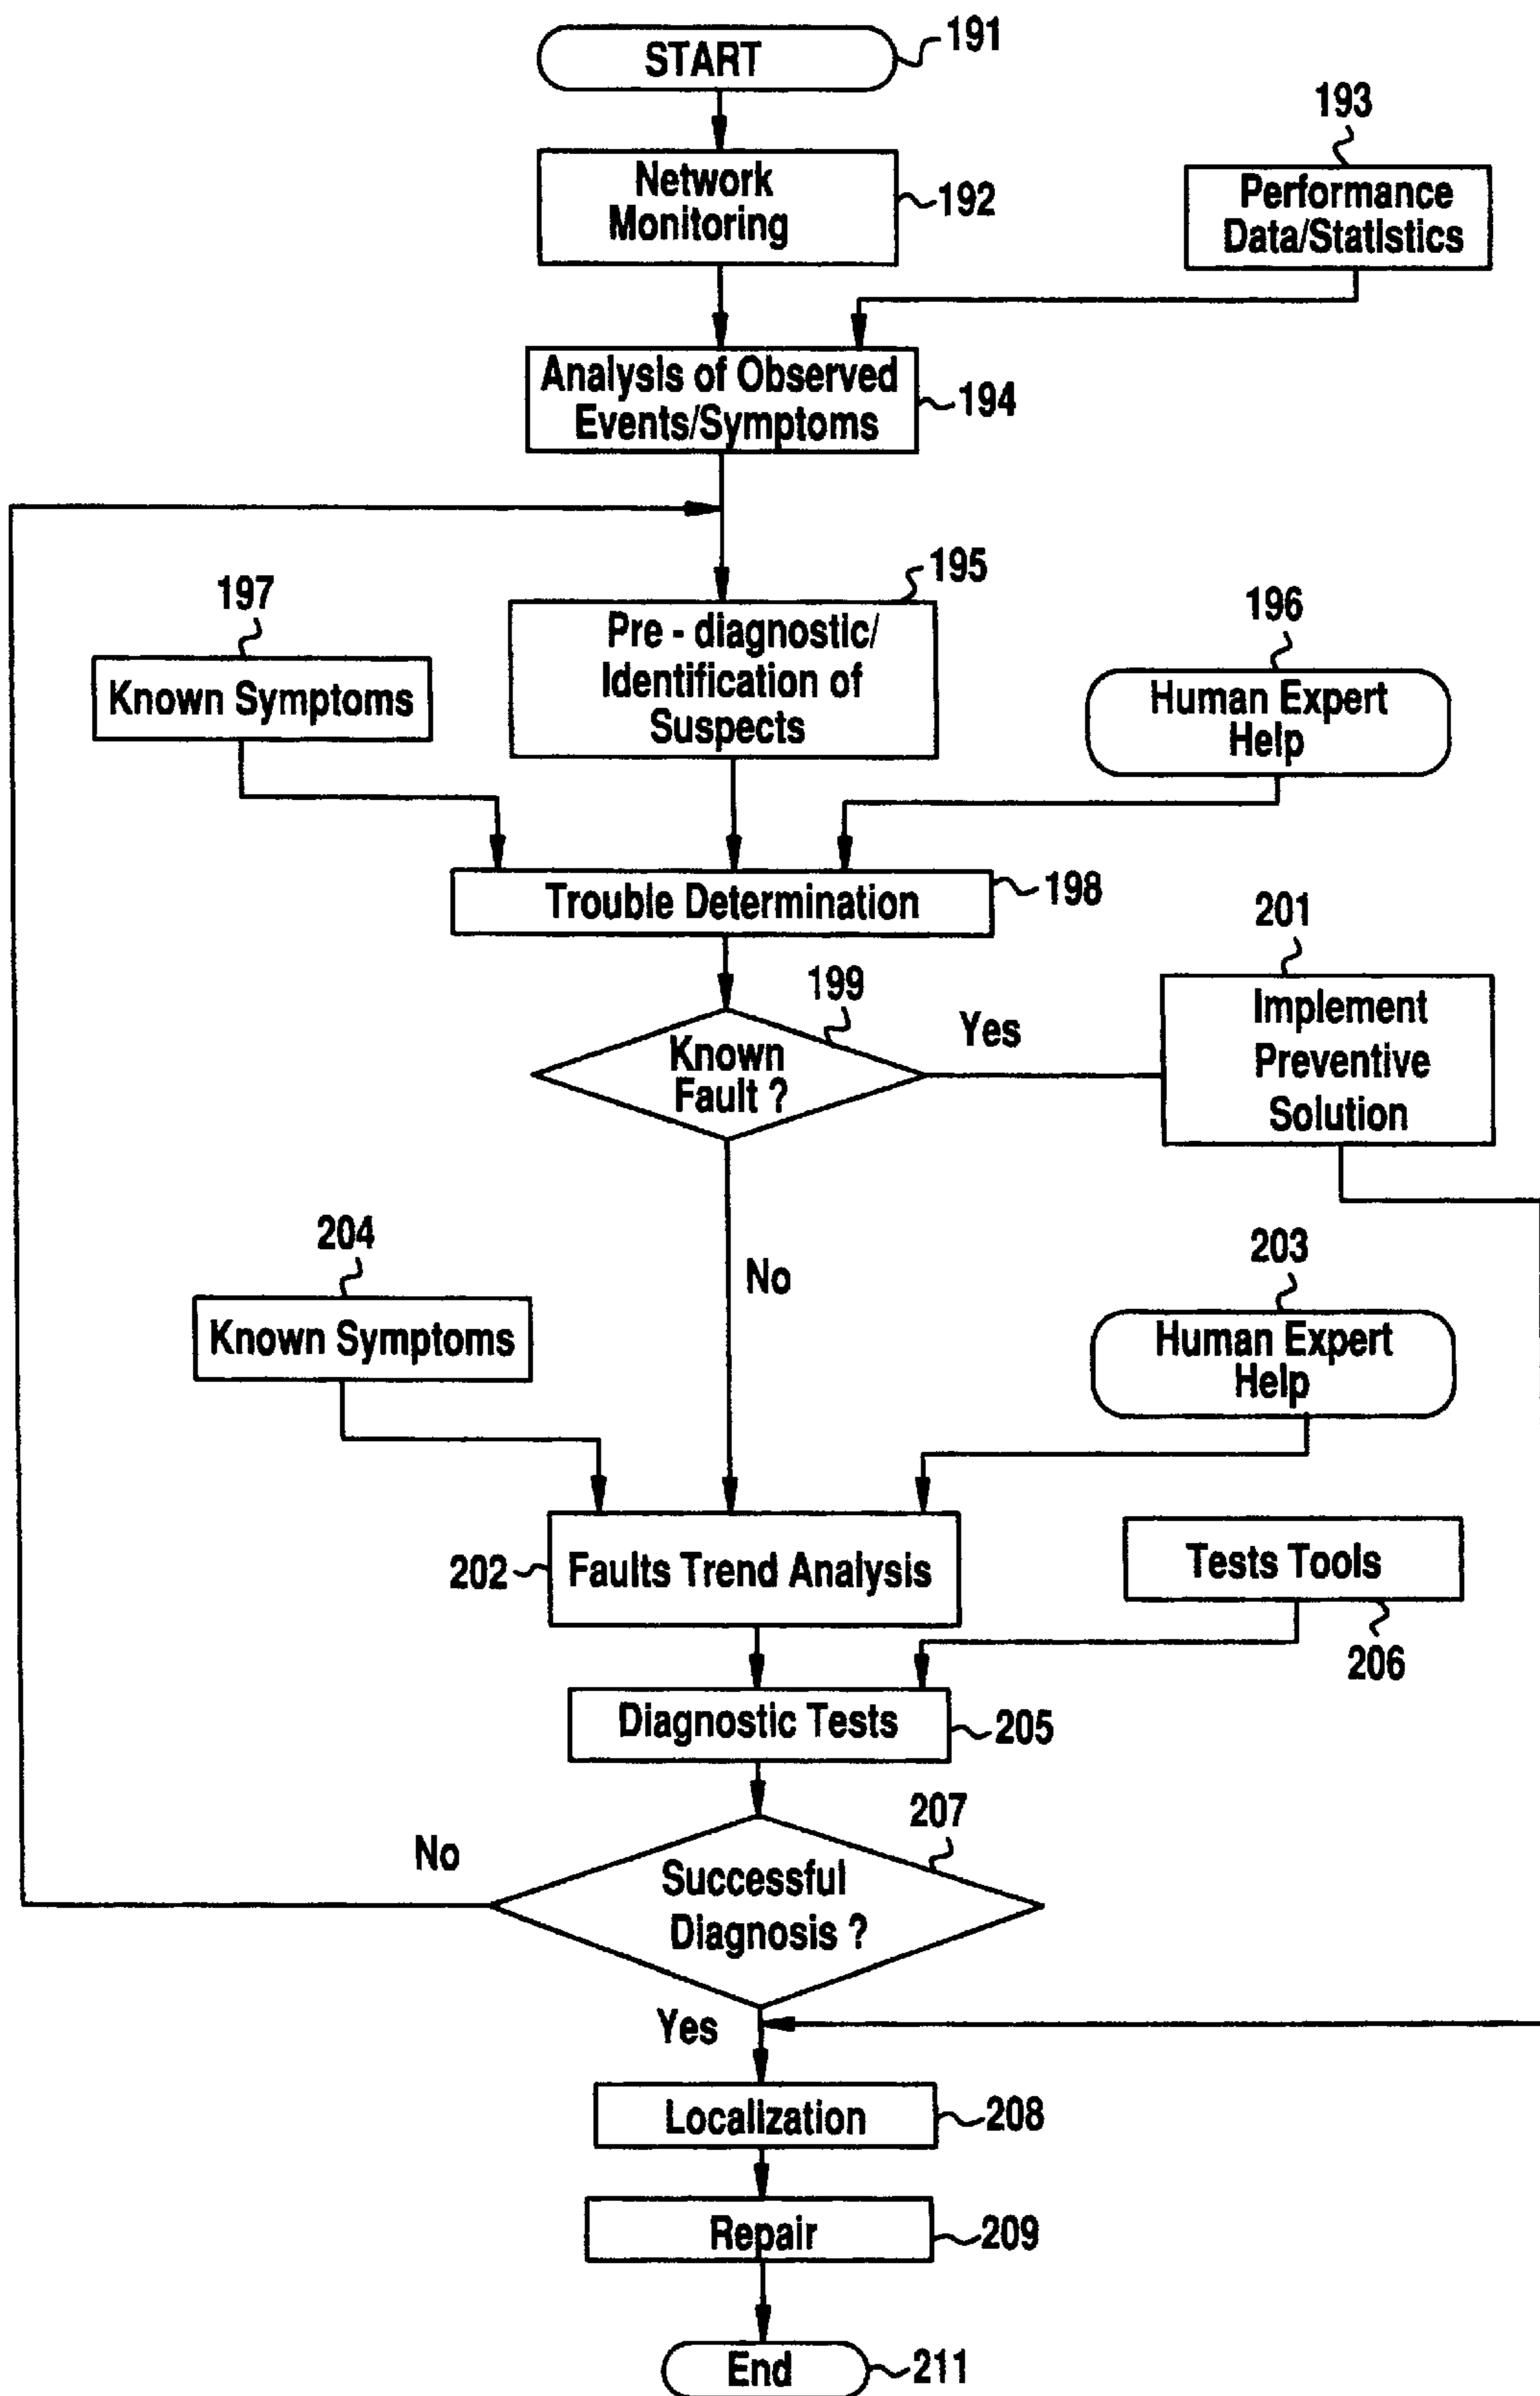 START
191
Network
Monitoring
192
193
Performance
Data/Statistics
Analysis of Observed
Events/Symptoms
194
195
Pre - diagnostic/
Identification of
Suspects
197
Known Symptoms
196
Human Expert
Help
Trouble Determination
198
199
Known
Fault ?
Yes
201
Implement
Preventive
Solution
No
204
Known Symptoms
203
Human Expert
Help
202
Faults Trend Analysis
Tests Tools
206
Diagnostic Tests
205
207
No
Successful
Diagnosis ?
Yes
Localization
208
Repair
209
End
211